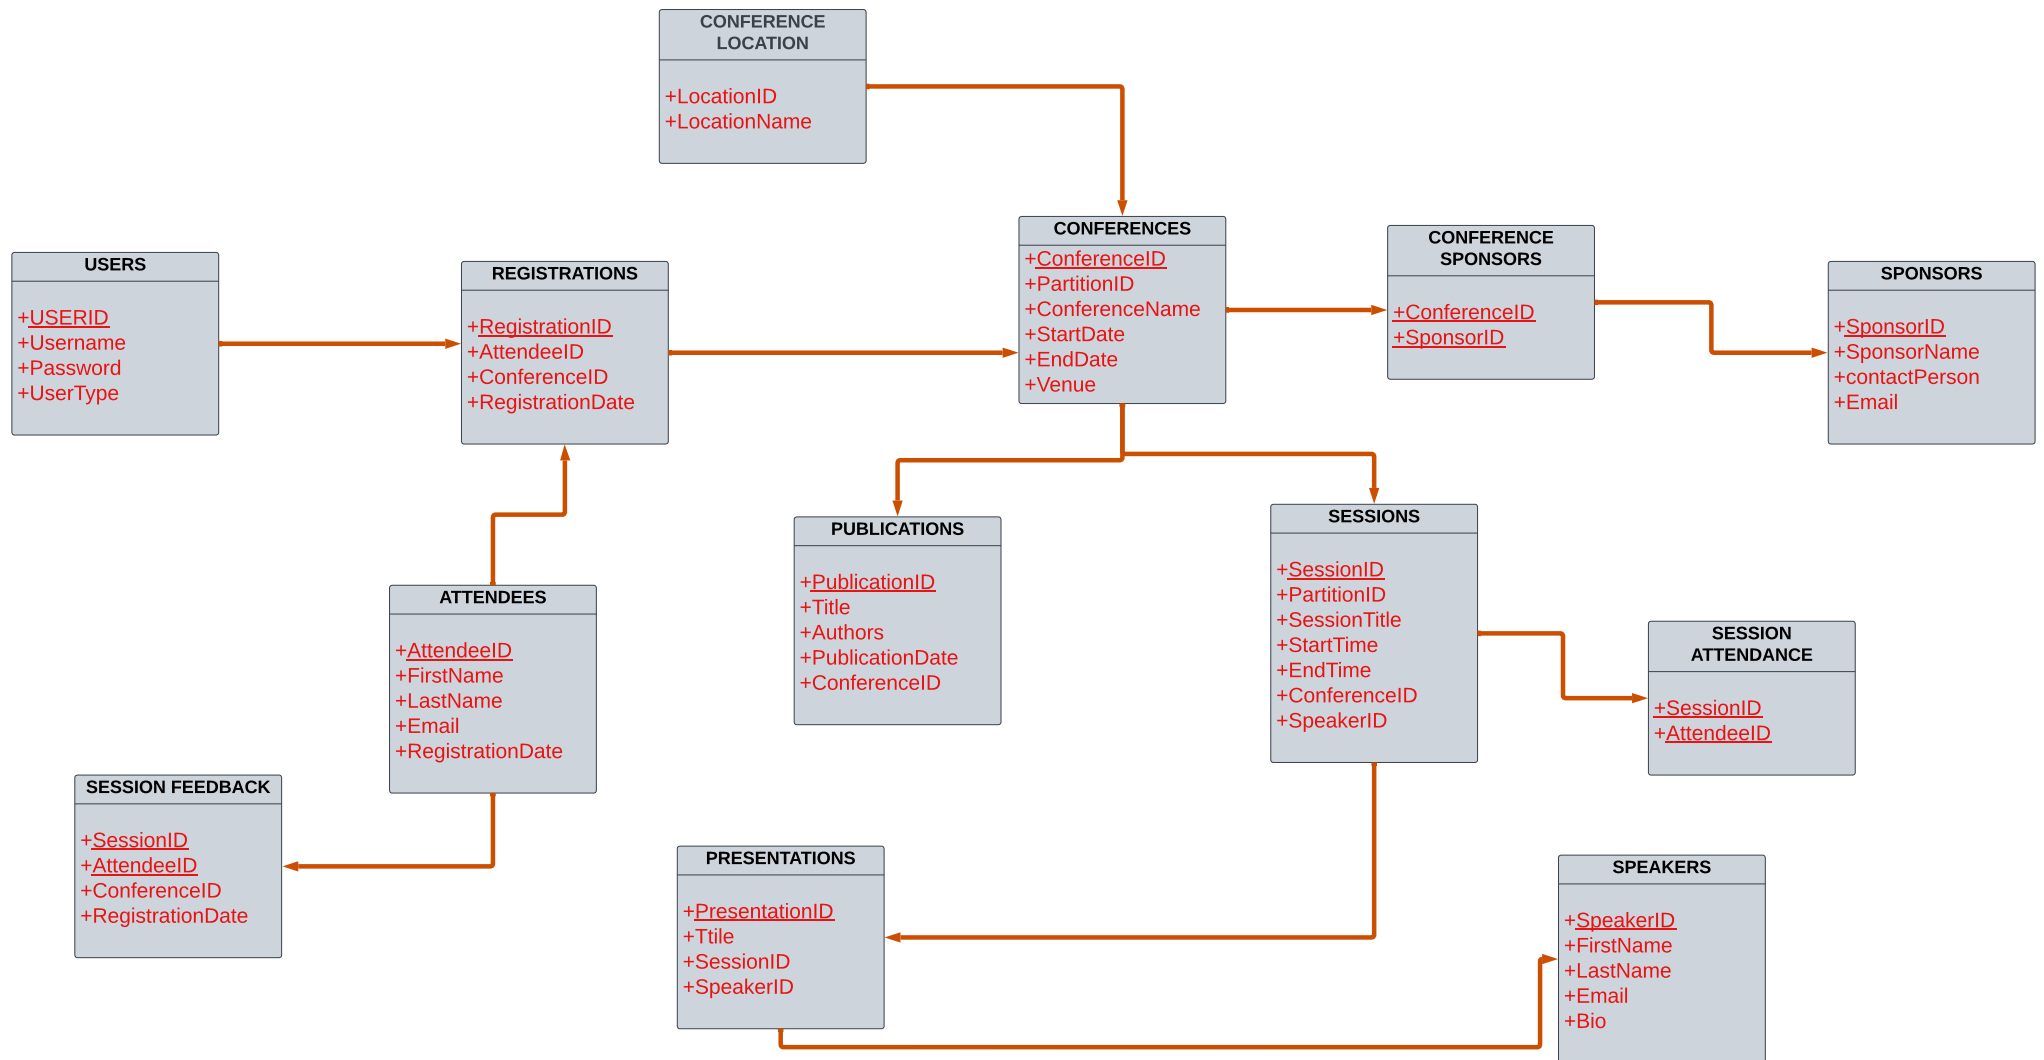 CONFERENCE
LOCATION
+LocationID
+LocationName
USERS
+USERID
+Username
+Password
+UserType
REGISTRATIONS
+RegistrationID
+AttendeeID
+ConferenceID
+RegistrationDate
CONFERENCES
+ConferenceID
+PartitionID
+ConferenceName
+StartDate
+EndDate
+Venue
CONFERENCE
SPONSORS
+ConferenceID
+SponsorID
SPONSORS
+SponsorID
+SponsorName
+contactPerson
+Email
ATTENDEES
+AttendeeID
+FirstName
+LastName
+Email
+RegistrationDate
PUBLICATIONS
+PublicationID
+Title
+Authors
+PublicationDate
+ConferenceID
SESSIONS
+SessionID
+PartitionID
+SessionTitle
+StartTime
+EndTime
+ConferenceID
+SpeakerID
SESSION
ATTENDANCE
+SessionID
+AttendeeID
SESSION FEEDBACK
+SessionID
+AttendeeID
+ConferenceID
+RegistrationDate
PRESENTATIONS
+PresentationID
+Ttile
+SessionID
+SpeakerID
SPEAKERS
+SpeakerID
+FirstName
+LastName
+Email
+Bio